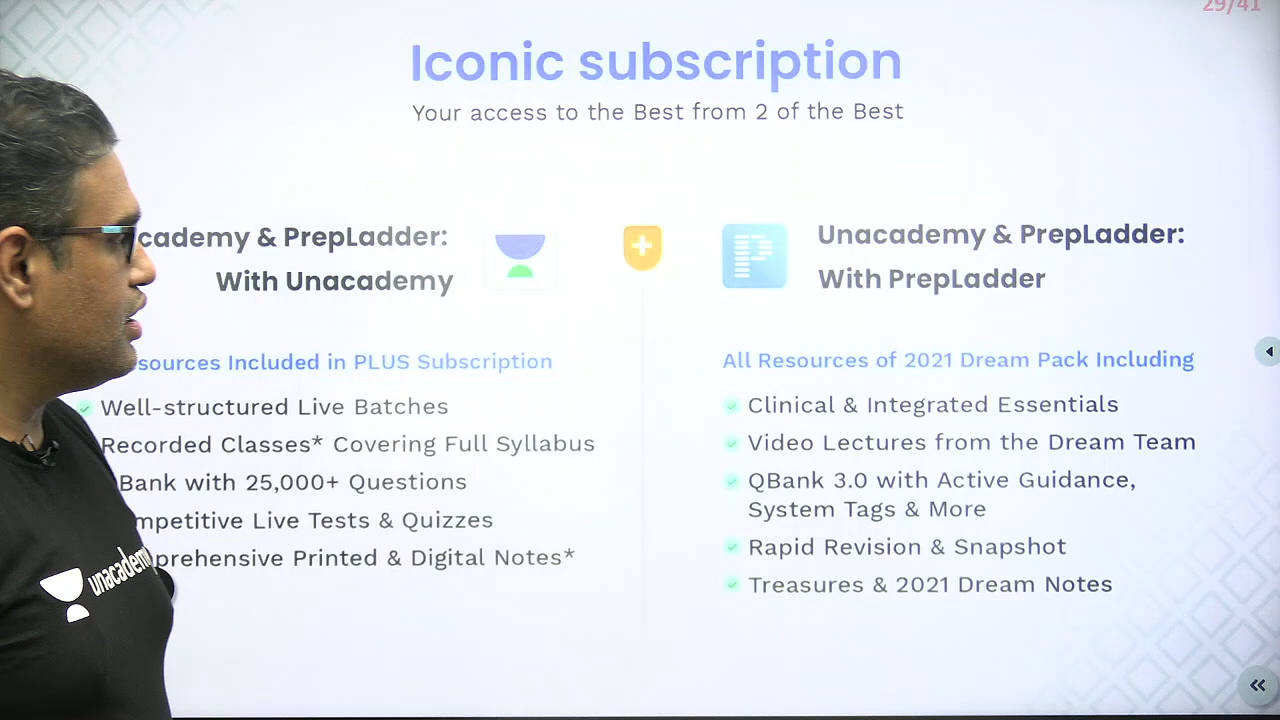 29/41
Iconic subscription
Your access to the Best from 2 of the Best
cademy & PrepLadder:
With Unacademy
Unacademy & PrepLadder:
With PrepLadder
sources Included in PLUS Subscription
Well-structured Live Batches
Recorded Classes* Covering Full Syllabus
Bank with 25,000+ Questions
mpetitive Live Tests & Quizzes
prehensive Printed & Digital Notes*
All Resources of 2021 Dream Pack Including
Clinical & Integrated Essentials
Video Lectures from the Dream Team
QBank 3.0 with Active Guidance,
System Tags & More
Rapid Revision & Snapshot
Treasures & 2021 Dream Notes
unacademy